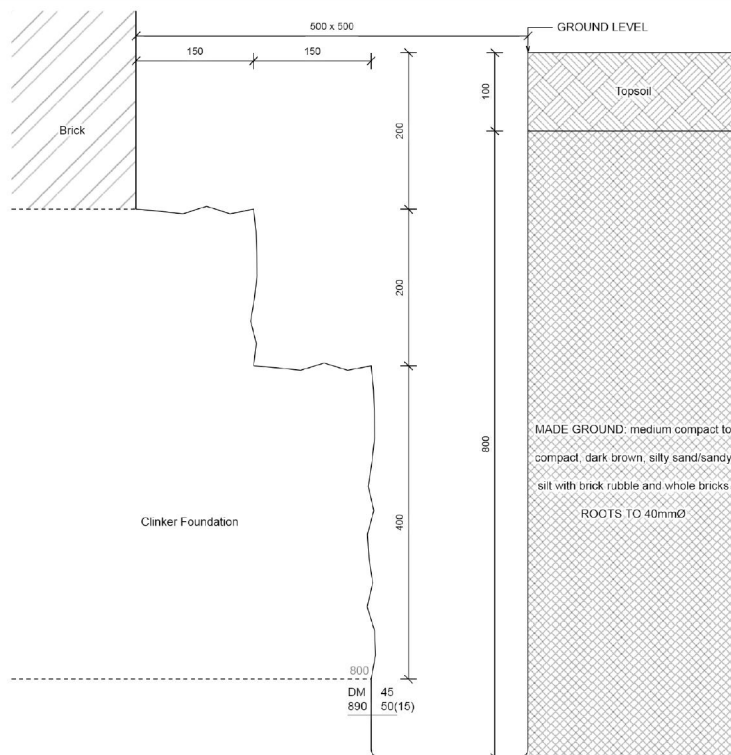 500 x 500
GROUND LEVEL
150
150
100
Topsoil
200
Brick
200
800
MADE GROUND: medium compact to
compact, dark brown, silty sand/sandy
silt with brick rubble and whole bricks
ROOTS TO 40mmØ
Clinker Foundation
400
800
DM 45
890 50(15)